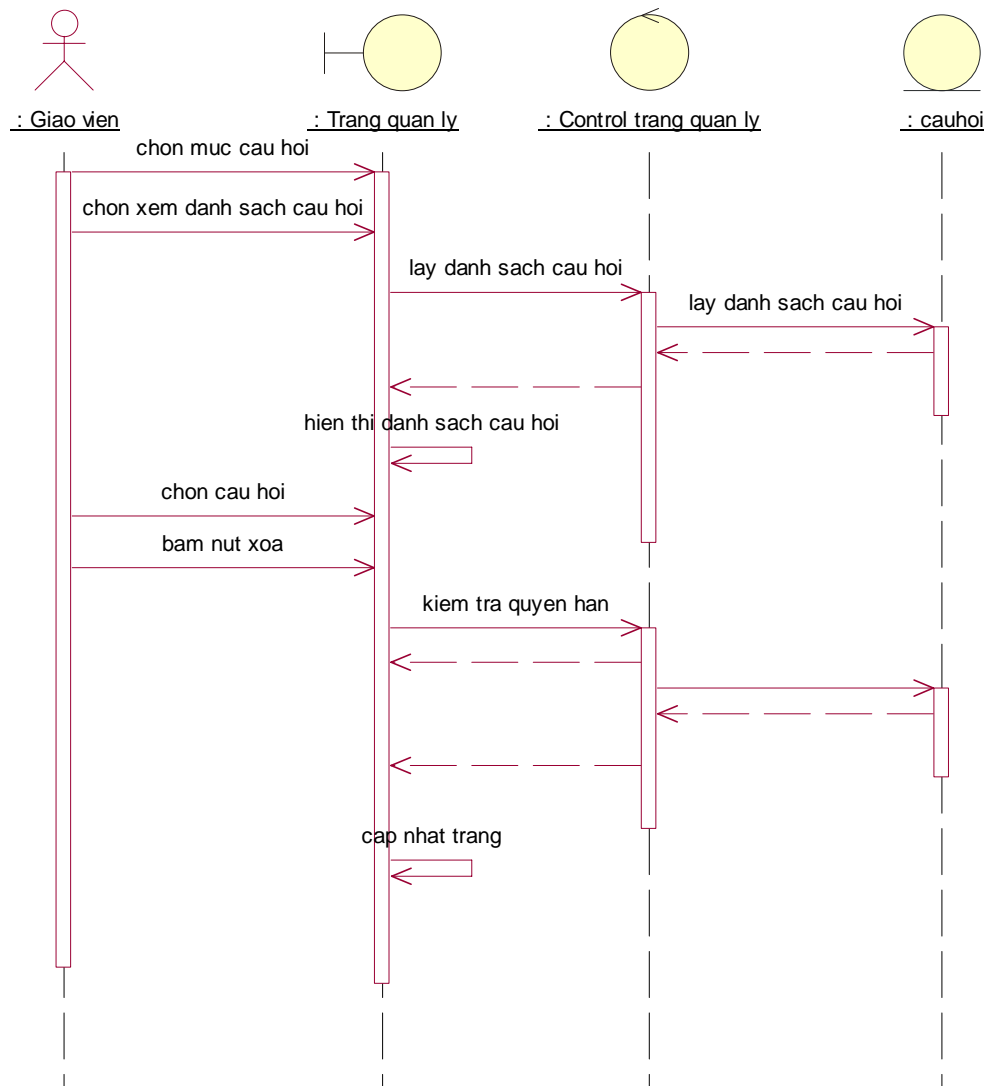 : Giao vien
: Trang quan ly
: Control trang quan ly
: cauhoi
chon muc cau hoi
chon xem danh sach cau hoi
lay danh sach cau hoi
lay danh sach cau hoi
hien thi danh sach cau hoi
chon cau hoi
bam nut xoa
kiem tra quyen han
cap nhat trang